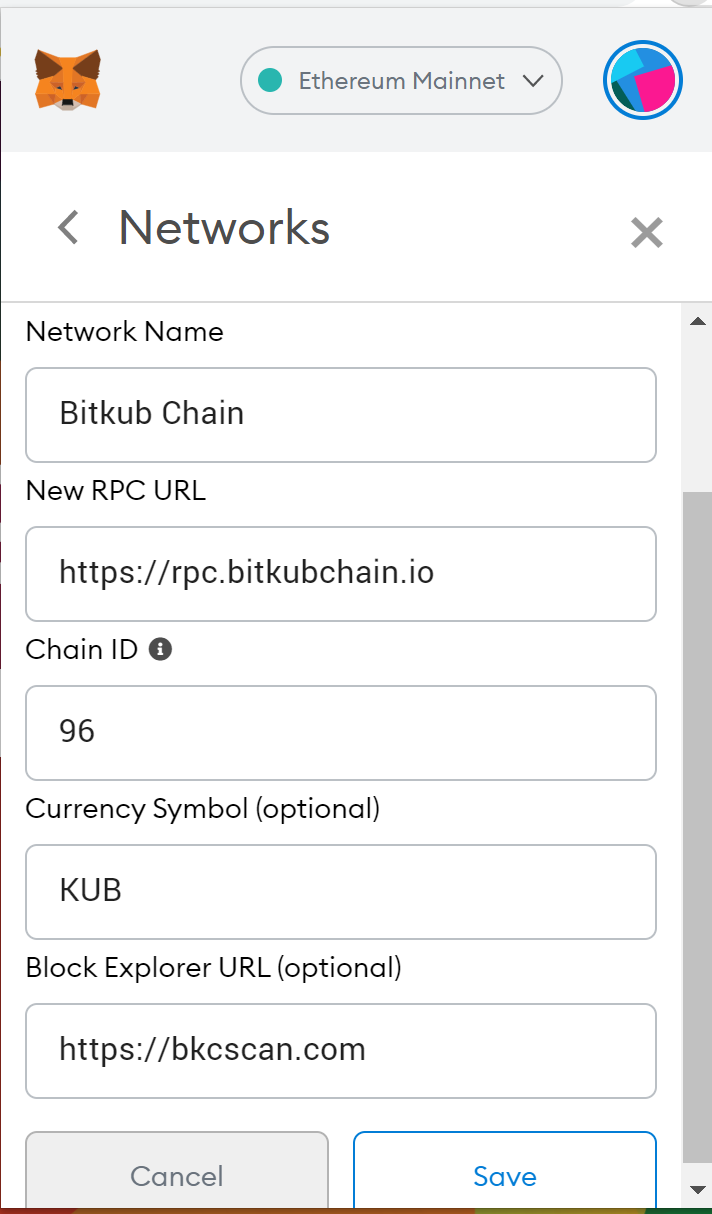 Ethereum Mainnet
Networks
Network Name
Bitkub Chain
New RPC URL
https://rpc.bitkubchain.io
Chain ID
96
Currency Symbol (optional)
KUB
Block Explorer URL (optional)
https://bkcscan.com
Cancel
Save